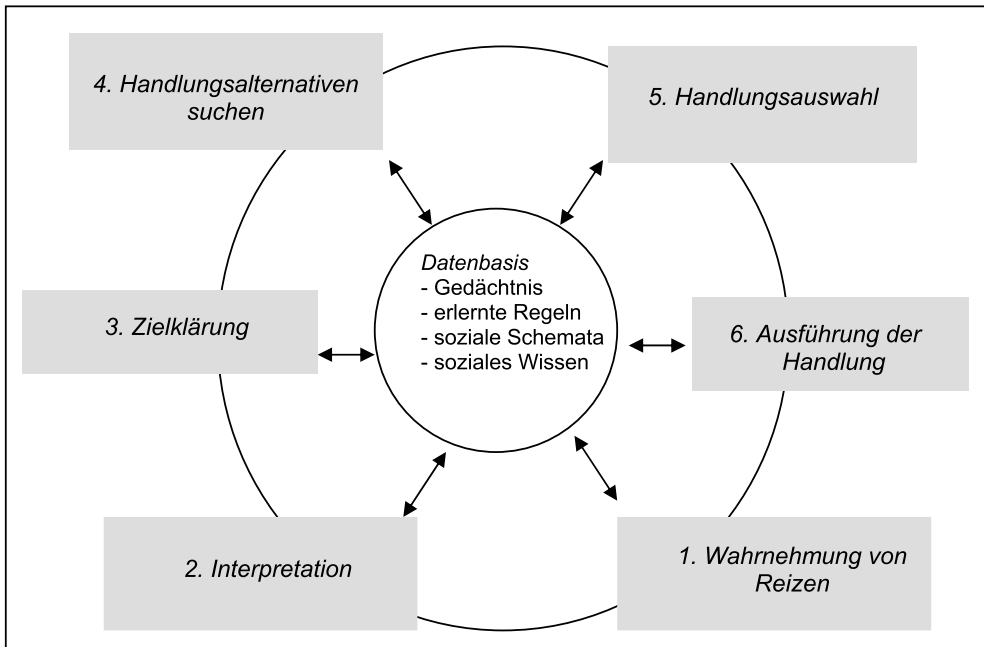 4. Handlungsalternativen
suchen
5. Handlungsauswahl
Datenbasis
- Gedächtnis
- erlernte Regeln
- soziale Schemata
- soziales Wissen
3. Zielklärung
6. Ausführung der
Handlung
2. Interpretation
1. Wahrnehmung von
Reizen